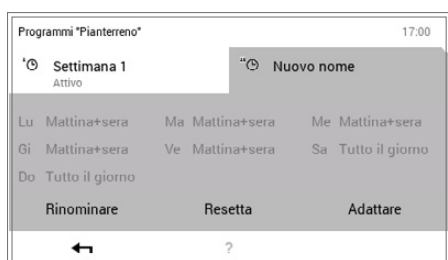 Programmi "Pianterreno" 17:00
Settimana 1 Nuovo nome
Attivo
Lu Mattina+sera Ma Mattina+sera Me Mattina+sera
Gi Mattina+sera Ve Mattina+sera Sa Tutto il giorno
Do Tutto il giorno
Rinominare Resetta Adattare
?